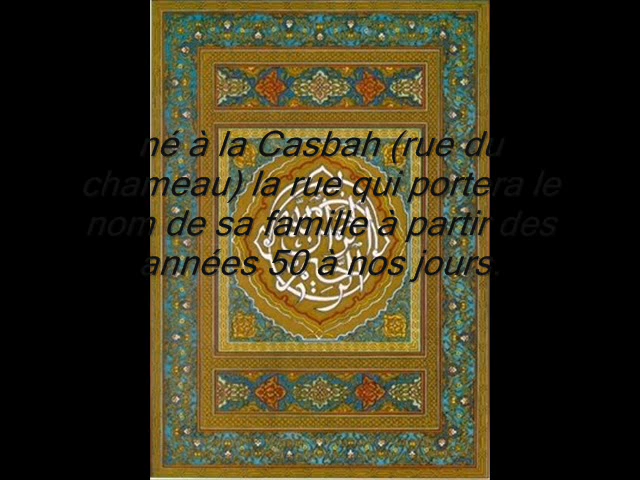 né à la Casbah (rue du
chameau) la rue qui portera le
nom de sa famille à partir des
années 50 à nos jours.